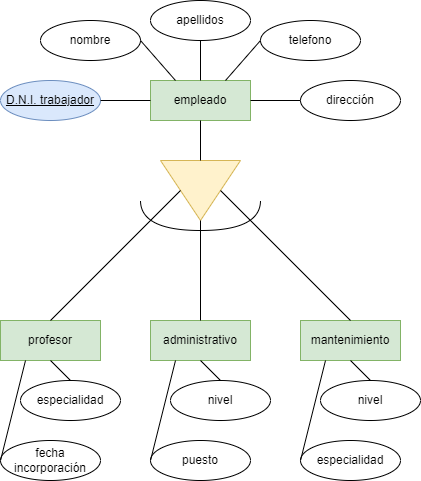 apellidos
nombre
telefono
D.N.I. trabajador
empleado
dirección
profesor
administrativo
mantenimiento
especialidad
nivel
nivel
fecha
incorporación
puesto
especialidad